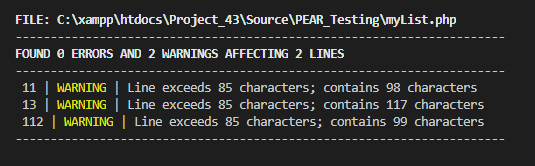 FILE: C:\xampp\htdocs\Project_43\Source\PEAR_Testing\myList.php
----------------------------------------------------------------------
FOUND 0 ERRORS AND 2 WARNINGS AFFECTING 2 LINES
----------------------------------------------------------------------
11 | WARNING | Line exceeds 85 characters; contains 98 characters
13 | WARNING | Line exceeds 85 characters; contains 117 characters
112 | WARNING | Line exceeds 85 characters; contains 99 characters
----------------------------------------------------------------------